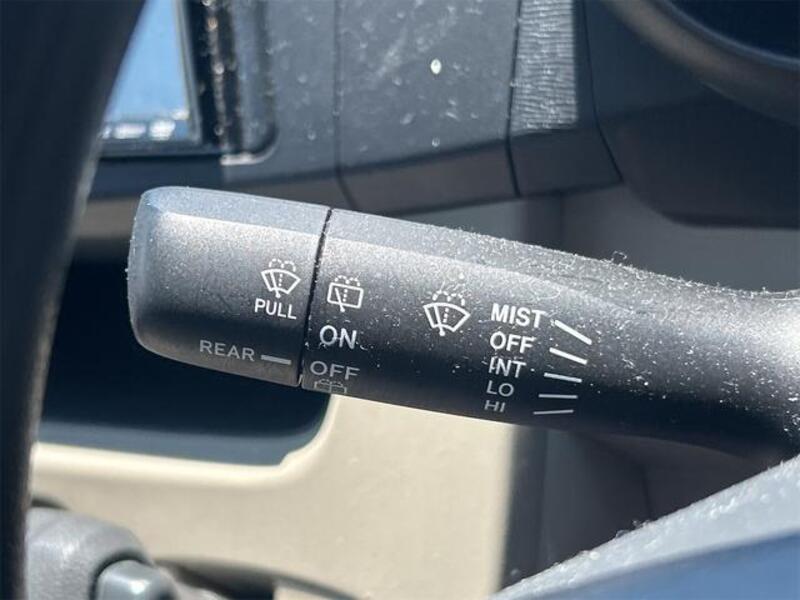 PULL
REAR
ON
OFF
MIST
OFF
INT
LO
HI